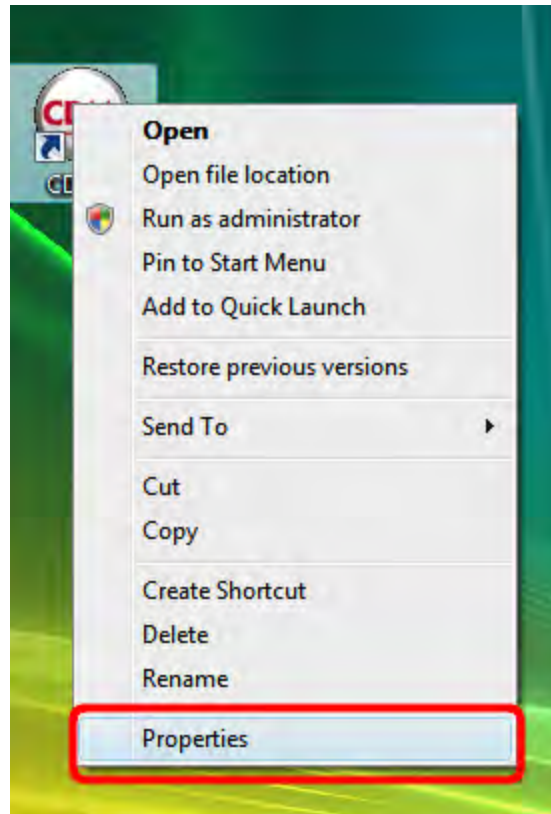 Open
Open file location
Run as administrator
Pin to Start Menu
Add to Quick Launch
Restore previous versions
Send To
Cut
Copy
Create Shortcut
Delete
Rename
Properties